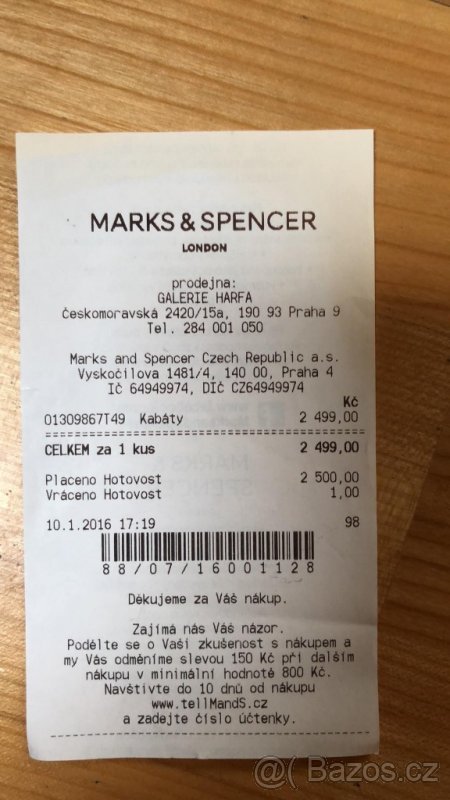 MARKS & SPENCER
LONDON
prodejna:
GALERIE HARFA
Českomoravská 2420/15a, 190 93 Praha 9
Tel. 284 001 050
Marks and Spencer Czech Republic a.s.
Vyskočilova 1481/4, 140 00, Praha 4
IČ 64949974, DIČ CZ64949974
Kč
01309867T49 Kabáty 2 499,00
CELKEM za 1 kus 2 499,00
Placeno Hotovost 2 500,00
Vráceno Hotovost 1,00
10.1.2016 17:19 98
88/07/16001128
Děkujeme za Váš nákup.
Zajímá nás Váš názor.
Podělte se o Vaši zkušenost s nákupem a
my Vás odměníme slevou 150 Kč při dalším
nákupu v minimální hodnotě 800 Kč.
Navštivte do 10 dnů od nákupu
www.tellMandS.cz
a zadejte číslo účtenky.
@ Bazos.cz